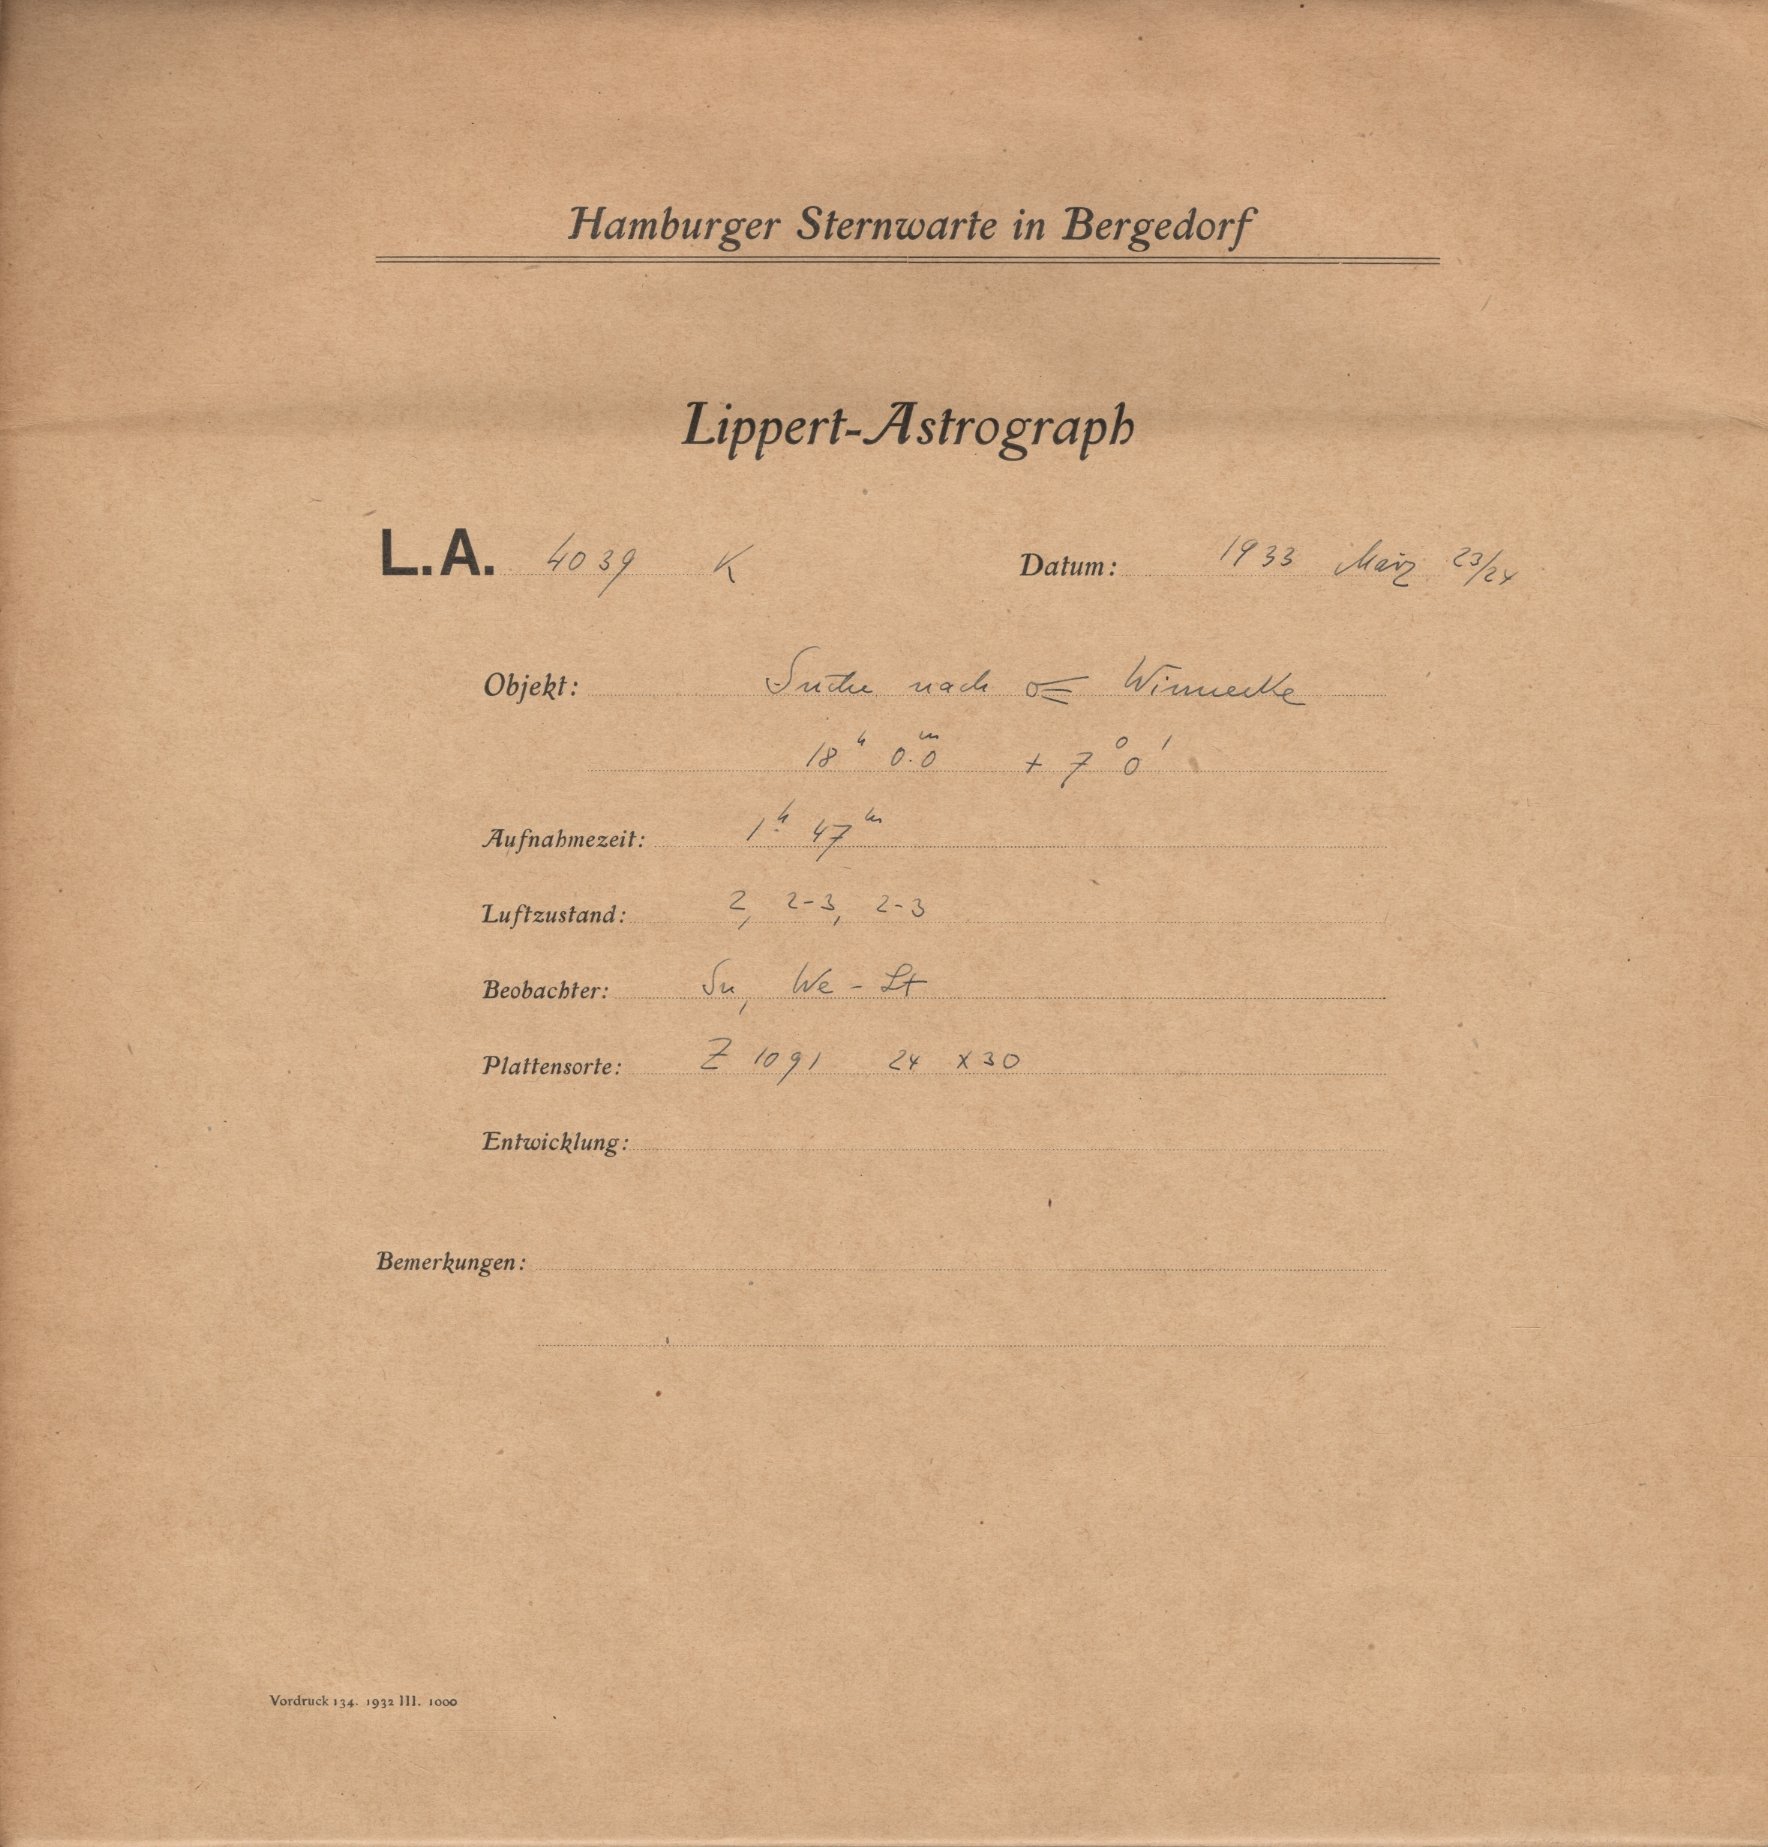 Hamburger Sternwarte in Bergedorf
Lippert-Astrograph
L.A. 4039 K Datum: 1933 März 23/24
Objekt: Suche nach ☄ Winnecke
18ʰ 0.ᵐ0 + 7° 0'
Aufnahmezeit: 1ʰ 47ᵐ
Luftzustand: 2, 2-3, 2-3
Beobachter: Su, We - St
Plattensorte: Z 1091 24 x 30
Entwicklung:
Bemerkungen:
Vordruck 134. 1932 III. 1000